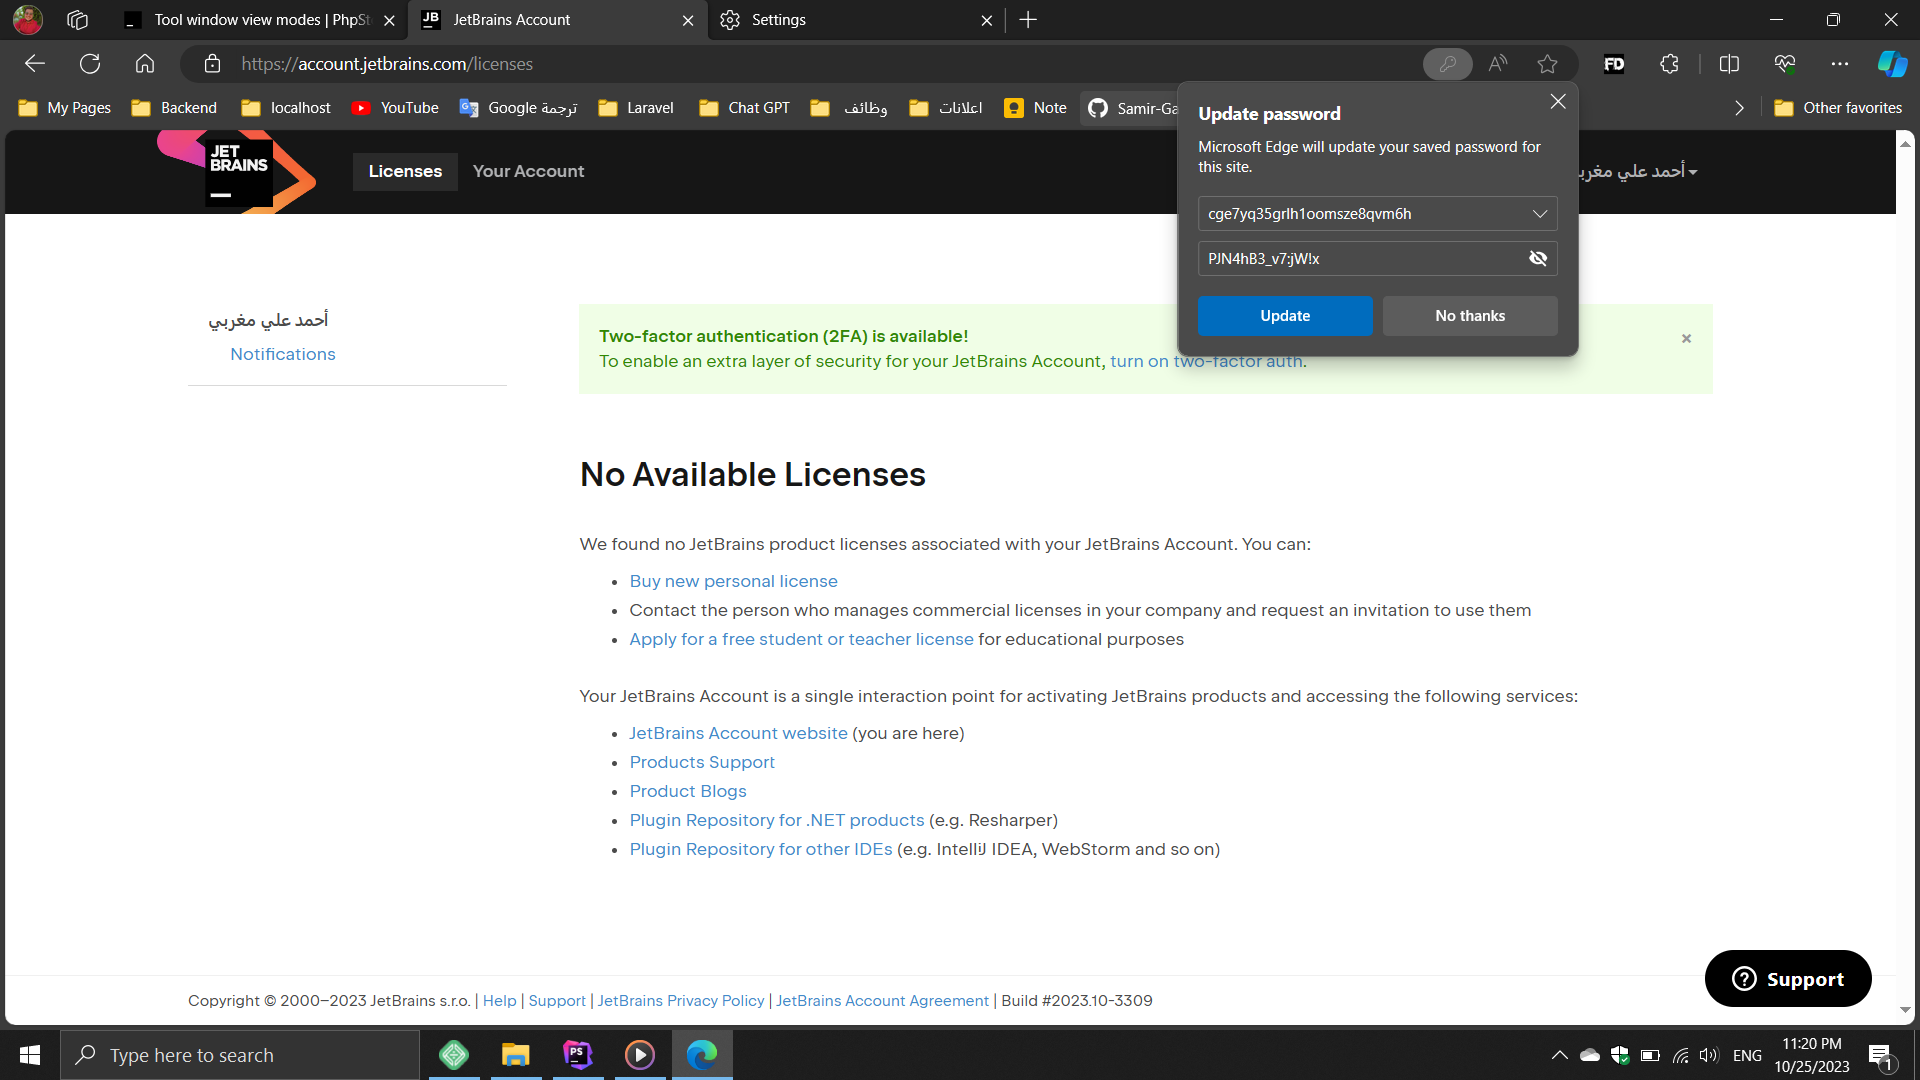 Tool window view modes | PhpSt
JetBrains Account
Settings
https://account.jetbrains.com/licenses
My Pages
Backend
localhost
YouTube
Google ترجمة
Laravel
Chat GPT
وظائف
اعلانات
Note
Samir-Ga
Other favorites
FD
JET
BRAINS
Licenses
Your Account
أحمد علي مغربي
Update password
Microsoft Edge will update your saved password for
this site.
cge7yq35grlh1oomsze8qvm6h
PJN4hB3_v7:jW!x
Update
No thanks
أحمد علي مغربي
Notifications
Two-factor authentication (2FA) is available!
To enable an extra layer of security for your JetBrains Account, turn on two-factor auth.
No Available Licenses
We found no JetBrains product licenses associated with your JetBrains Account. You can:
• Buy new personal license
• Contact the person who manages commercial licenses in your company and request an invitation to use them
• Apply for a free student or teacher license for educational purposes
Your JetBrains Account is a single interaction point for activating JetBrains products and accessing the following services:
• JetBrains Account website (you are here)
• Products Support
• Product Blogs
• Plugin Repository for .NET products (e.g. Resharper)
• Plugin Repository for other IDEs (e.g. IntelliJ IDEA, WebStorm and so on)
Support
Copyright © 2000–2023 JetBrains s.r.o. | Help | Support | JetBrains Privacy Policy | JetBrains Account Agreement | Build #2023.10-3309
Type here to search
PS
ENG
11:20 PM
10/25/2023
1